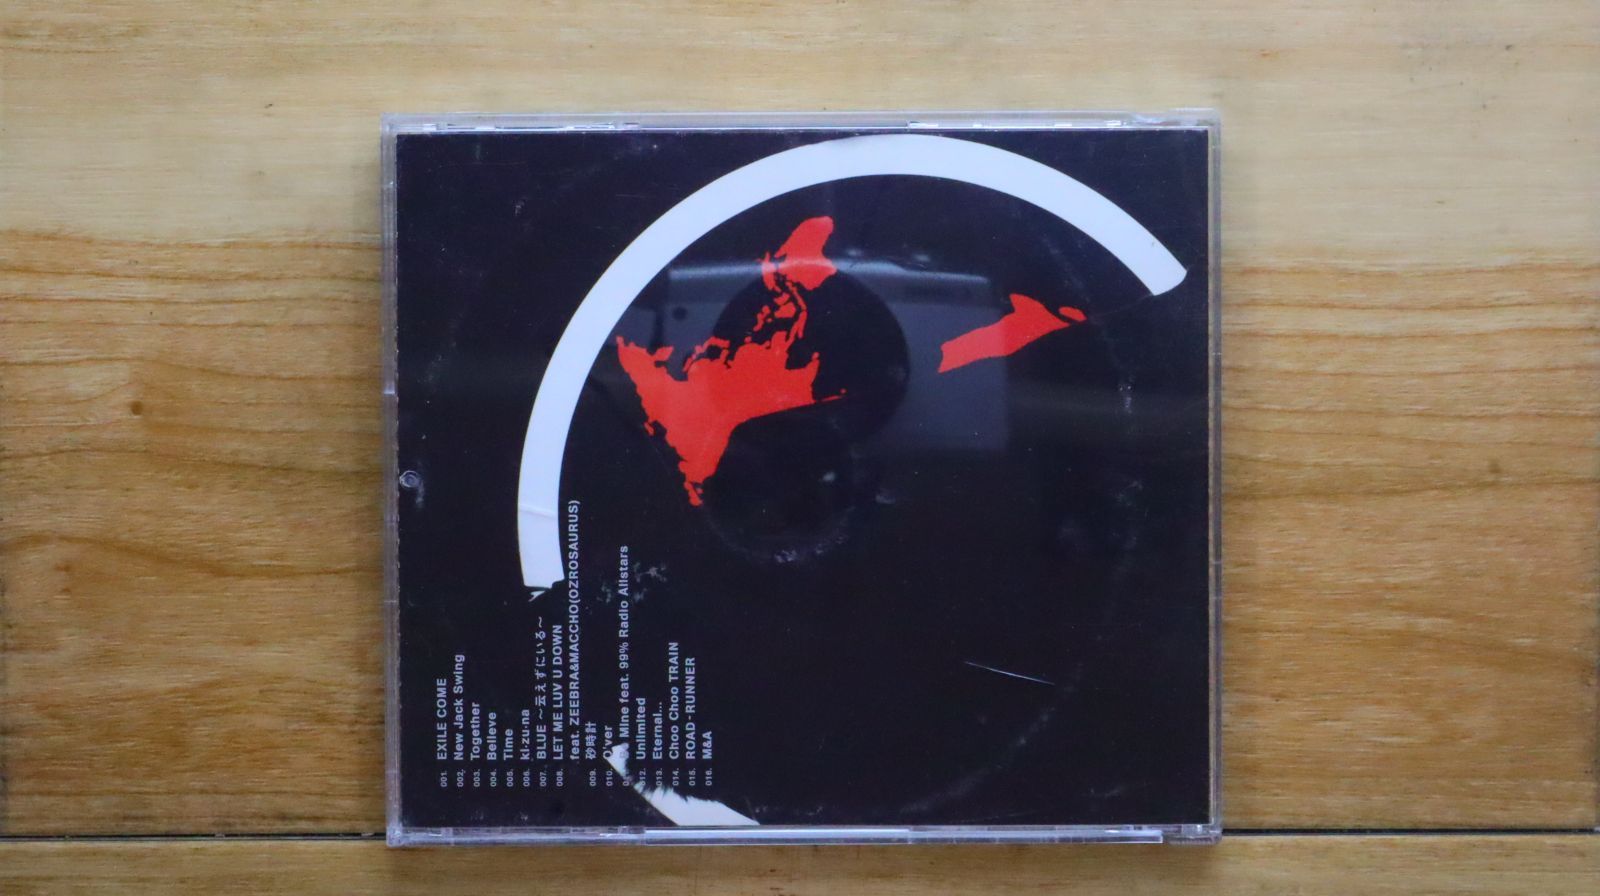 001. EXILE COME
002. New Jack Swing
003. Together
004. Believe
005. Time
006. ki・zu・na
007. BLUE ～云えずにいる～
008. LET ME LUV U DOWN
feat. ZEEBRA&MACCHO(OZROSAURUS)
009. 砂時計
010. O'ver
Mine feat. 99% Radio Allstars
012. Unlimited
013. Eternal...
014. Choo Choo TRAIN
015. ROAD-RUNNER
016. M&A